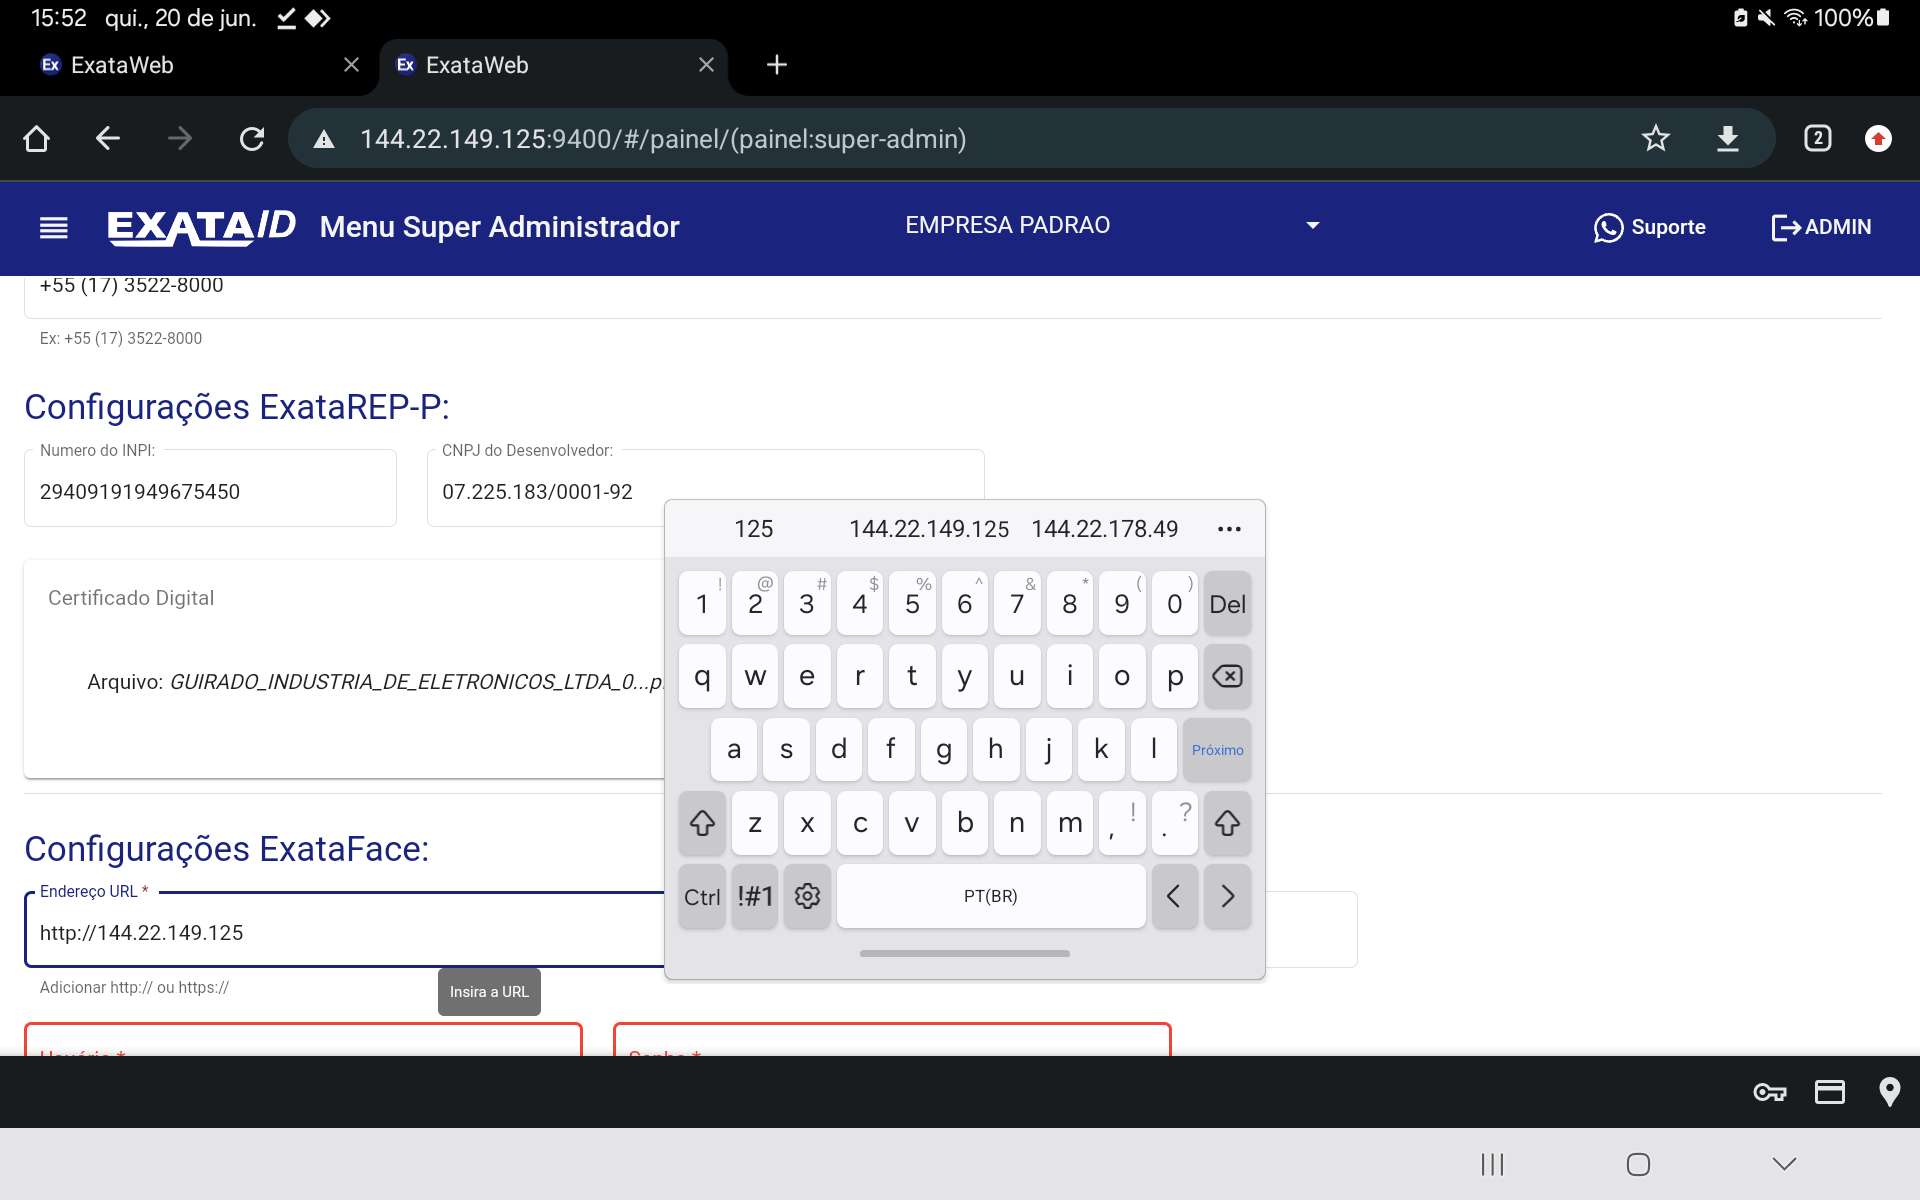 15:52 qui., 20 de jun. 100%
Ex ExataWeb
Ex ExataWeb
144.22.149.125:9400/#/painel/(painel:super-admin)
2
EXATA/ID Menu Super Administrador EMPRESA PADRAO Suporte ADMIN
+55 (17) 3522-8000
Ex: +55 (17) 3522-8000
Configurações ExataREP-P:
Numero do INPI: CNPJ do Desenvolvedor:
29409191949675450 07.225.183/0001-92
125 144.22.149.125 144.22.178.49 •••
! @ # $ % ^ & * ( )
1 2 3 4 5 6 7 8 9 0 Del
Certificado Digital
q w e r t y u i o p
Arquivo: GUIRADO_INDUSTRIA_DE_ELETRONICOS_LTDA_0...p
a s d f g h j k l Próximo
z x c v b n m , ! . ?
Configurações ExataFace:
Endereço URL *
Ctrl !#1 PT(BR) < >
http://144.22.149.125
Adicionar http:// ou https://
Insira a URL
Usuário * Senha *